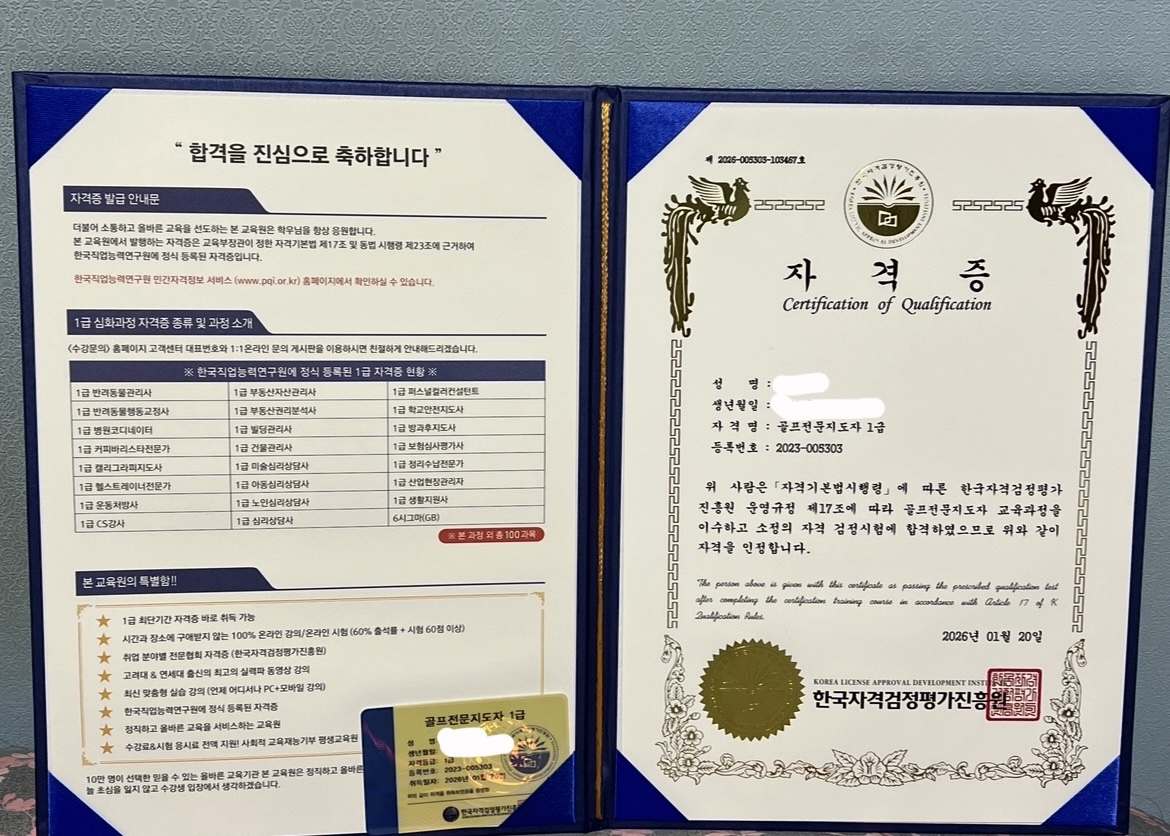 “ 합격을 진심으로 축하합니다 ”
자격증 발급 안내문
더불어 소통하고 올바른 교육을 선도하는 본 교육원은 학우님을 항상 응원합니다.
본 교육원에서 발행하는 자격증은 교육부장관이 정한 자격기본법 제17조 및 동법 시행령 제23조에 근거하여
한국직업능력연구원에 정식 등록된 자격증입니다.
한국직업능력연구원 민간자격정보 서비스 (www.pqi.or.kr) 홈페이지에서 확인하실 수 있습니다.
1급 심화과정 자격증 종류 및 과정 소개
<수강문의> 홈페이지 고객센터 대표번호와 1:1온라인 문의 게시판을 이용하시면 친절하게 안내해드리겠습니다.
※ 한국직업능력연구원에 정식 등록된 1급 자격증 현황 ※
1급 반려동물관리사 1급 부동산자산관리사 1급 퍼스널컬러컨설턴트
1급 반려동물행동교정사 1급 부동산권리분석사 1급 학교안전지도사
1급 병원코디네이터 1급 빌딩관리사 1급 방과후지도사
1급 커피바리스타전문가 1급 건물관리사 1급 보험심사평가사
1급 캘리그라피지도사 1급 미술심리상담사 1급 정리수납전문가
1급 헬스트레이너전문가 1급 아동심리상담사 1급 산업현장관리자
1급 운동처방사 1급 노인심리상담사 1급 생활지원사
1급 CS강사 1급 심리상담사 6시그마(GB)
※ 본 과정 외 총 100과목
본 교육원의 특별함!!
1급 최단기간 자격증 바로 취득 가능
시간과 장소에 구애받지 않는 100% 온라인 강의/온라인 시험 (60% 출석률 + 시험 60점 이상)
취업 분야별 전문협회 자격증 (한국자격검정평가진흥원)
고려대 & 연세대 출신의 최고의 실력파 동영상 강의
최신 맞춤형 실습 강의 (언제 어디서나 PC+모바일 강의)
한국직업능력연구원에 정식 등록된 자격증
정직하고 올바른 교육을 서비스하는 교육원
수강료&시험 응시료 전액 지원! 사회적 교육재능기부 평생교육원
10만 명이 선택한 믿을 수 있는 올바른 교육기관 본 교육원은 정직하고 올바른
늘 초심을 잃지 않고 수강생 입장에서 생각하겠습니다.
골프전문지도자 1급
성 명:
생년월일:
자격등급: 1급
등록번호: 2023-005303
취득일자: 2026년 01월
한국자격검정평가진흥원
제 2026-005303-103467호
자 격 증
Certification of Qualification
성 명 :
생년월일 :
자 격 명 : 골프전문지도자 1급
등록번호 : 2023-005303
위 사람은「자격기본법시행령」에 따른 한국자격검정평가
진흥원 운영규정 제17조에 따라 골프전문지도자 교육과정을
이수하고 소정의 자격 검정시험에 합격하였으므로 위와 같이
자격을 인정합니다.
The person above is given with this certificate as passing the prescribed qualification test
after completing the certification training course in accordance with Article 17 of K
Qualification Rules.
2026년 01월 20일
KOREA LICENSE APPROVAL DEVELOPMENT INSTI
한국자격검정평가진흥원